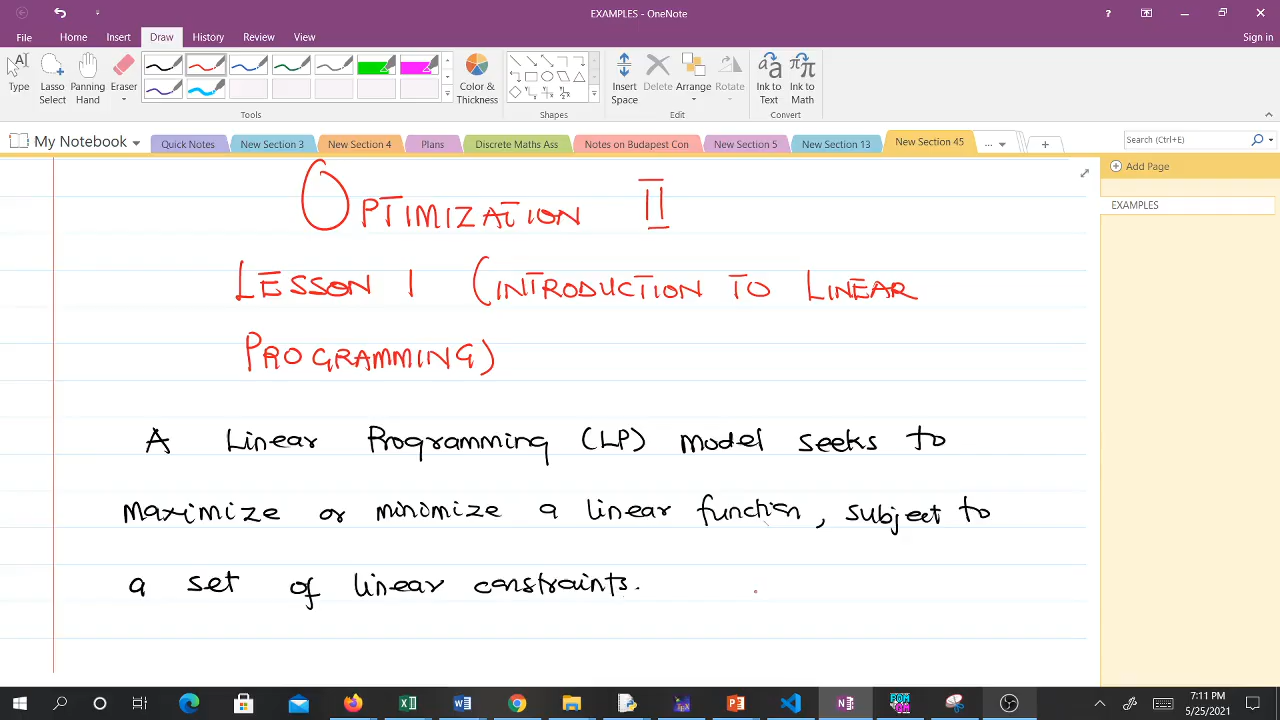 EXAMPLES - OneNote
File Home Insert Draw History Review View Sign in
Type Lasso Select Panning Hand Eraser Color & Thickness Insert Space Delete Arrange Rotate Ink to Text Ink to Math
Tools Shapes Edit Convert
My Notebook Quick Notes New Section 3 New Section 4 Plans Discrete Maths Ass Notes on Budapest Con New Section 5 New Section 13 New Section 45 ... Search (Ctrl+E)
Add Page
EXAMPLES
OPTIMIZATION II
LESSON 1 (INTRODUCTION TO LINEAR
PROGRAMMING)
A Linear Programming (LP) model seeks to
maximize or minimize a linear function, subject to
a set of linear constraints.
7:11 PM
5/25/2021